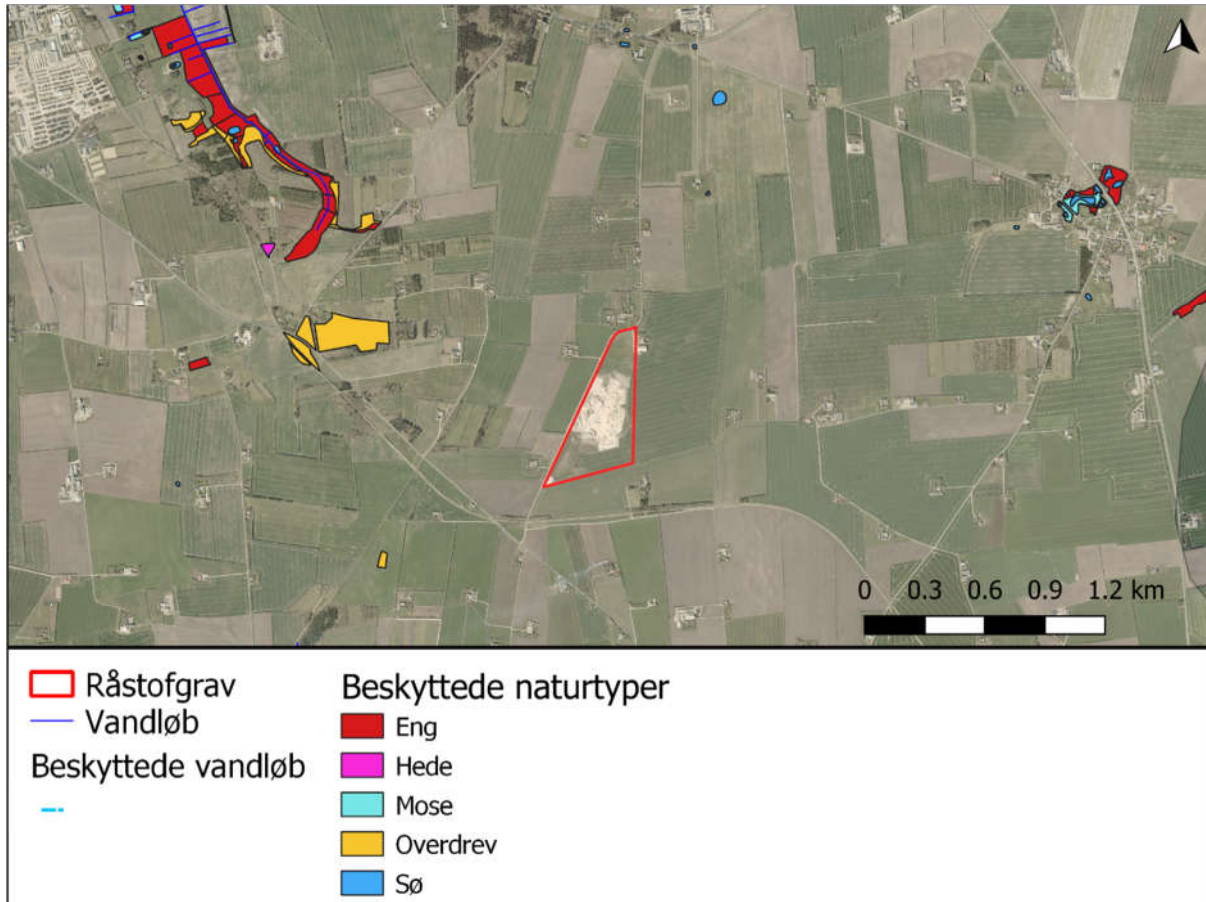 0 0.3 0.6 0.9 1.2 km
Råstofgrav
Vandløb
Beskyttede vandløb
Beskyttede naturtyper
Eng
Hede
Mose
Overdrev
Sø